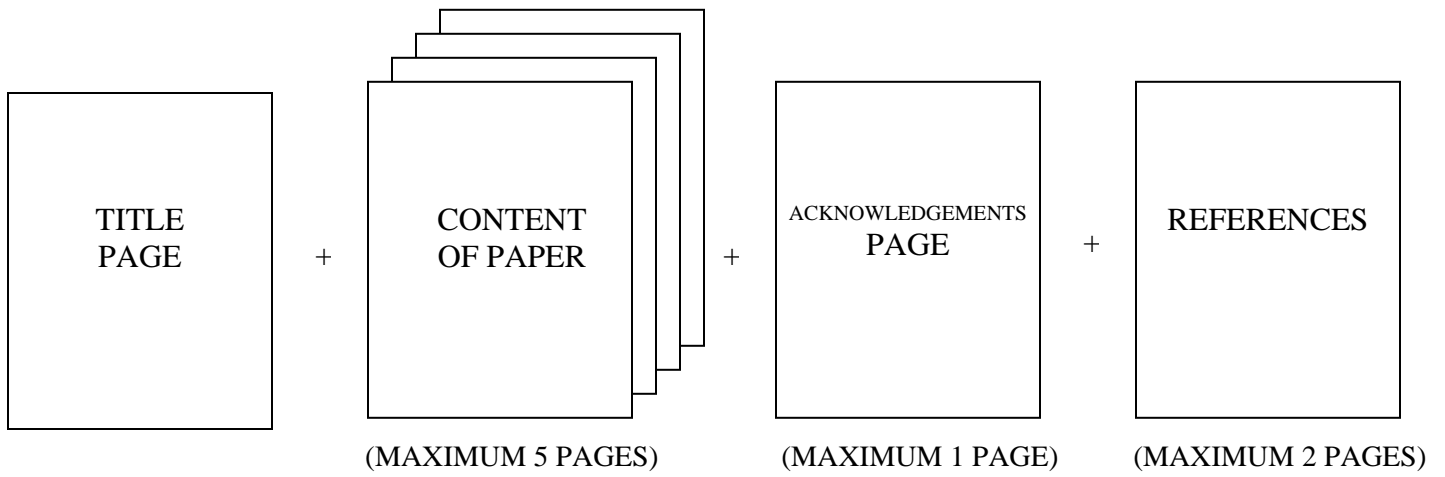 TITLE
PAGE
+
CONTENT
OF PAPER
+
ACKNOWLEDGEMENTS
PAGE
+
REFERENCES
(MAXIMUM 5 PAGES)
(MAXIMUM 1 PAGE)
(MAXIMUM 2 PAGES)